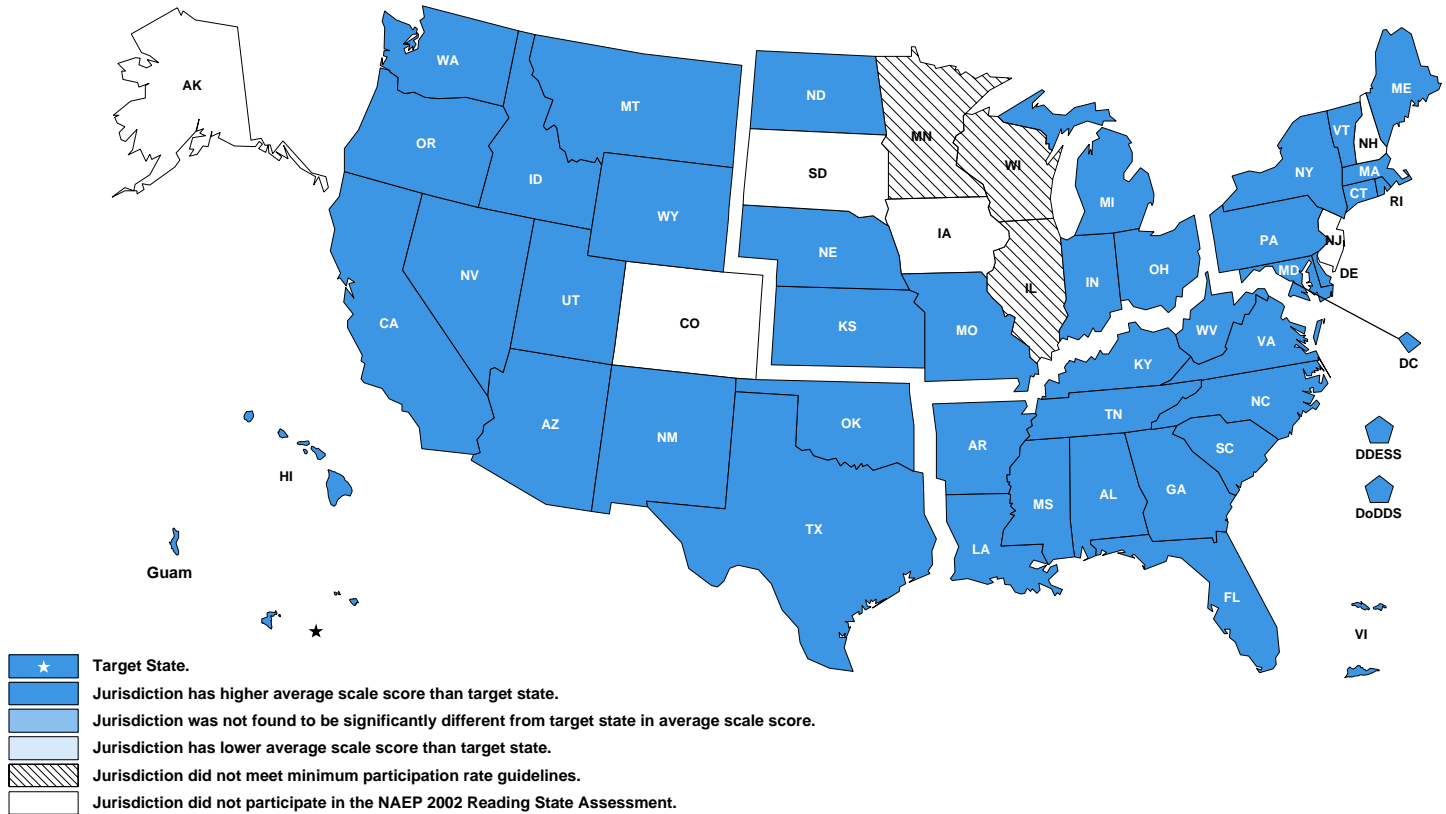 WA
MT
ND
ME
AK
MN
VT
NH
OR
WI
NY
MA
ID
SD
CT
RI
WY
MI
IA
PA
NJ
NE
OH
MD
DE
NV
IN
IL
UT
CO
KS
MO
WV
VA
CA
KY
DC
NC
TN
AZ
OK
NM
AR
SC
DDESS
HI
MS
AL
GA
DoDDS
TX
LA
Guam
FL
VI
Target State.
Jurisdiction has higher average scale score than target state.
Jurisdiction was not found to be significantly different from target state in average scale score.
Jurisdiction has lower average scale score than target state.
Jurisdiction did not meet minimum participation rate guidelines.
Jurisdiction did not participate in the NAEP 2002 Reading State Assessment.